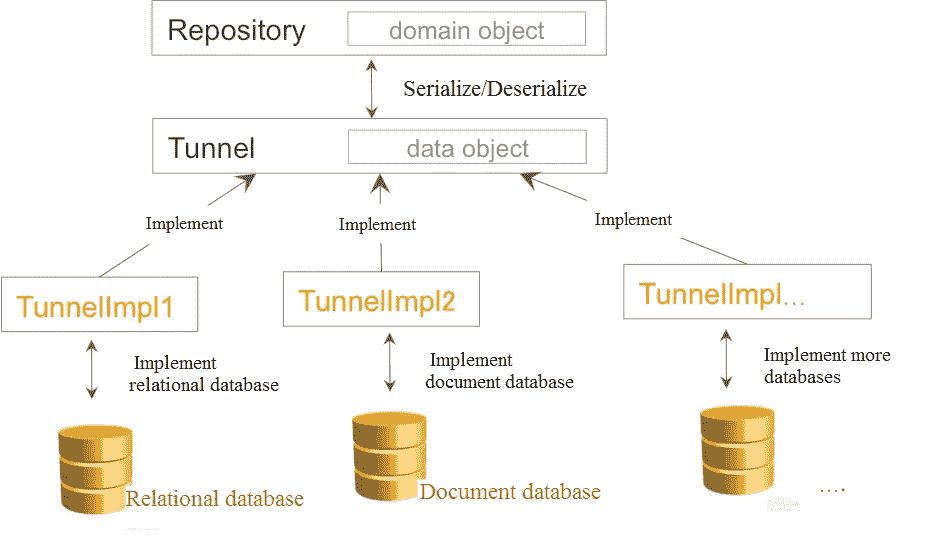 Repository
domain object
Serialize/Deserialize
Tunnel
data object
Implement
Implement
Implement
TunnelImpl1
TunnelImpl2
TunnelImpl...
Implement
relational database
Implement
document database
Implement more
databases
Relational database
Document database
....